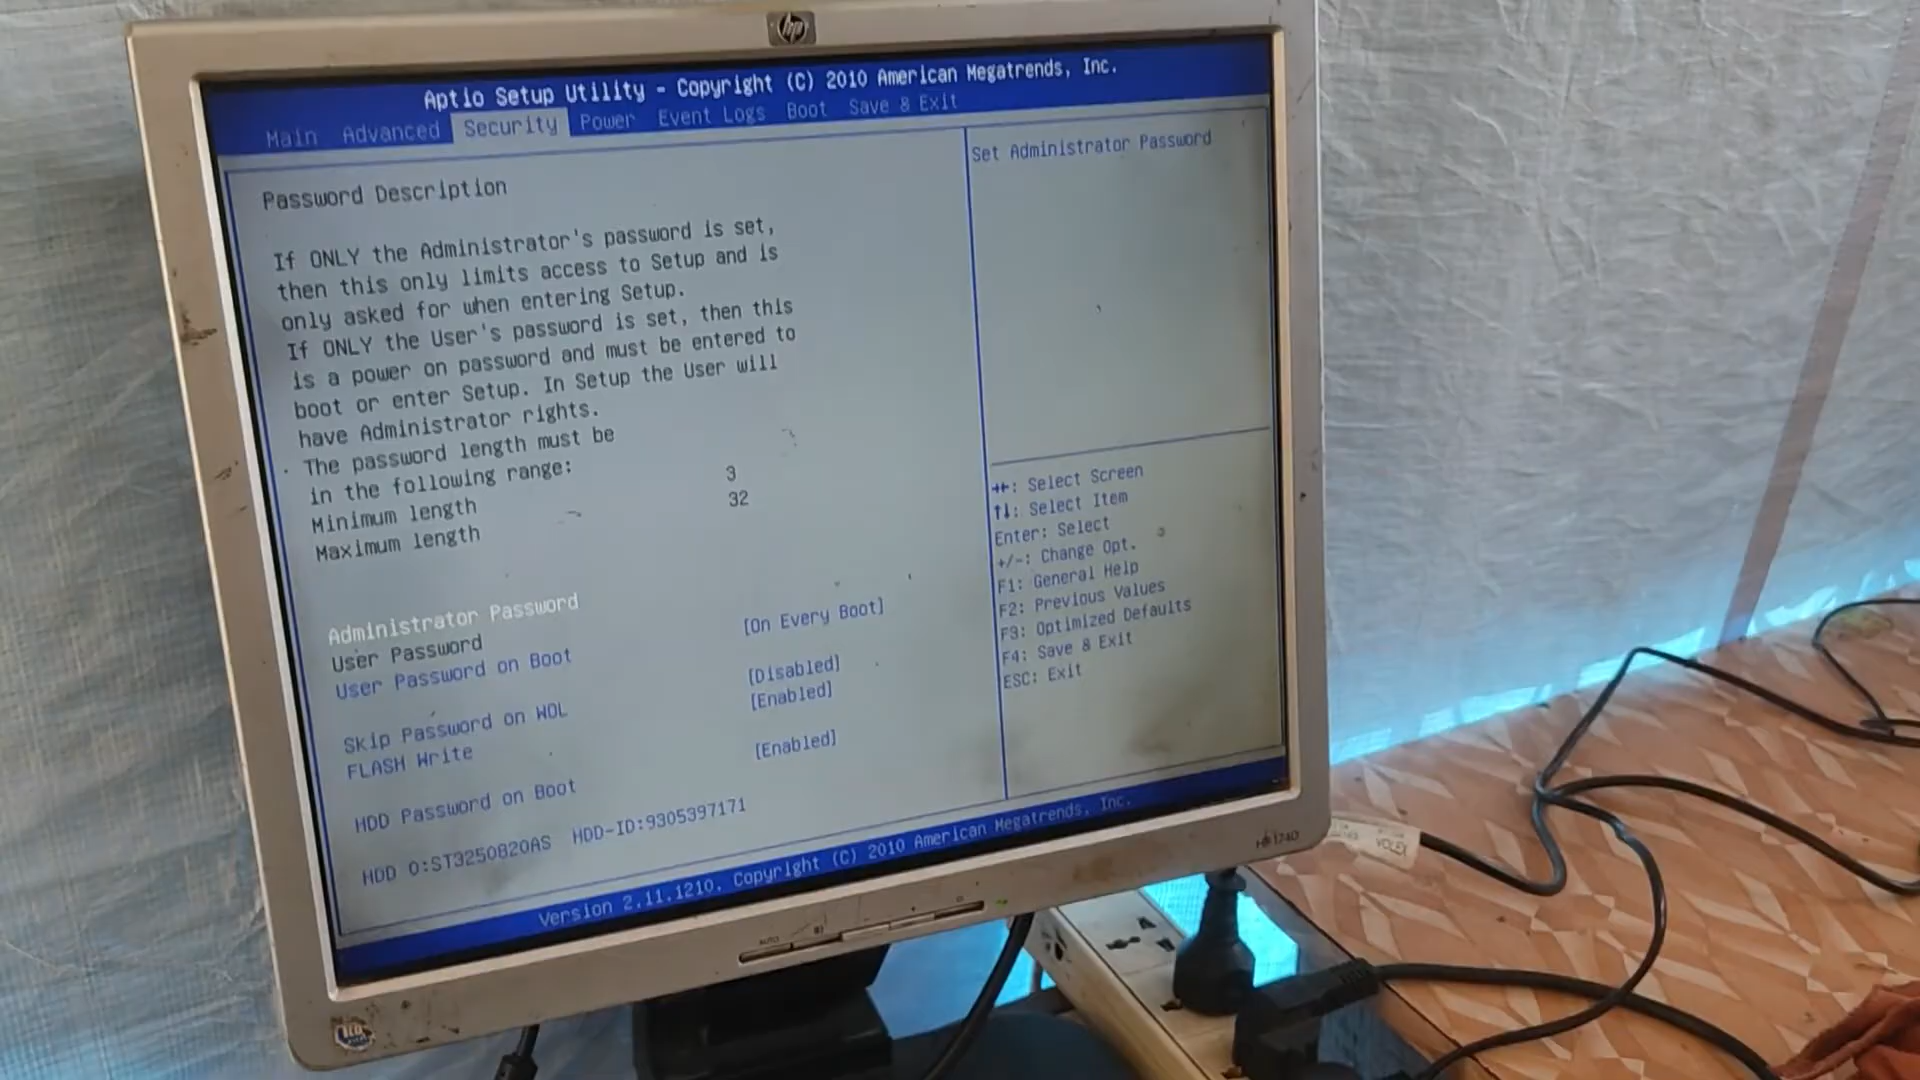 hp
Aptio Setup Utility - Copyright (C) 2010 American Megatrends, Inc.
Main Advanced Security Power Event Logs Boot Save & Exit
Password Description
If ONLY the Administrator's password is set,
then this only limits access to Setup and is
only asked for when entering Setup.
If ONLY the User's password is set, then this
is a power on password and must be entered to
boot or enter Setup. In Setup the User will
have Administrator rights.
The password length must be
in the following range:
Minimum length 3
Maximum length 32
Administrator Password
User Password
User Password on Boot [On Every Boot]
Skip Password on WOL [Disabled]
FLASH Write [Enabled]
HDD Password on Boot [Enabled]
HDD 0:ST3250820AS HDD-ID:9305397171
Set Administrator Password
→←: Select Screen
↑↓: Select Item
Enter: Select
+/-: Change Opt.
F1: General Help
F2: Previous Values
F3: Optimized Defaults
F4: Save & Exit
ESC: Exit
Version 2.11.1210. Copyright (C) 2010 American Megatrends, Inc.
AUTO
VOLEX